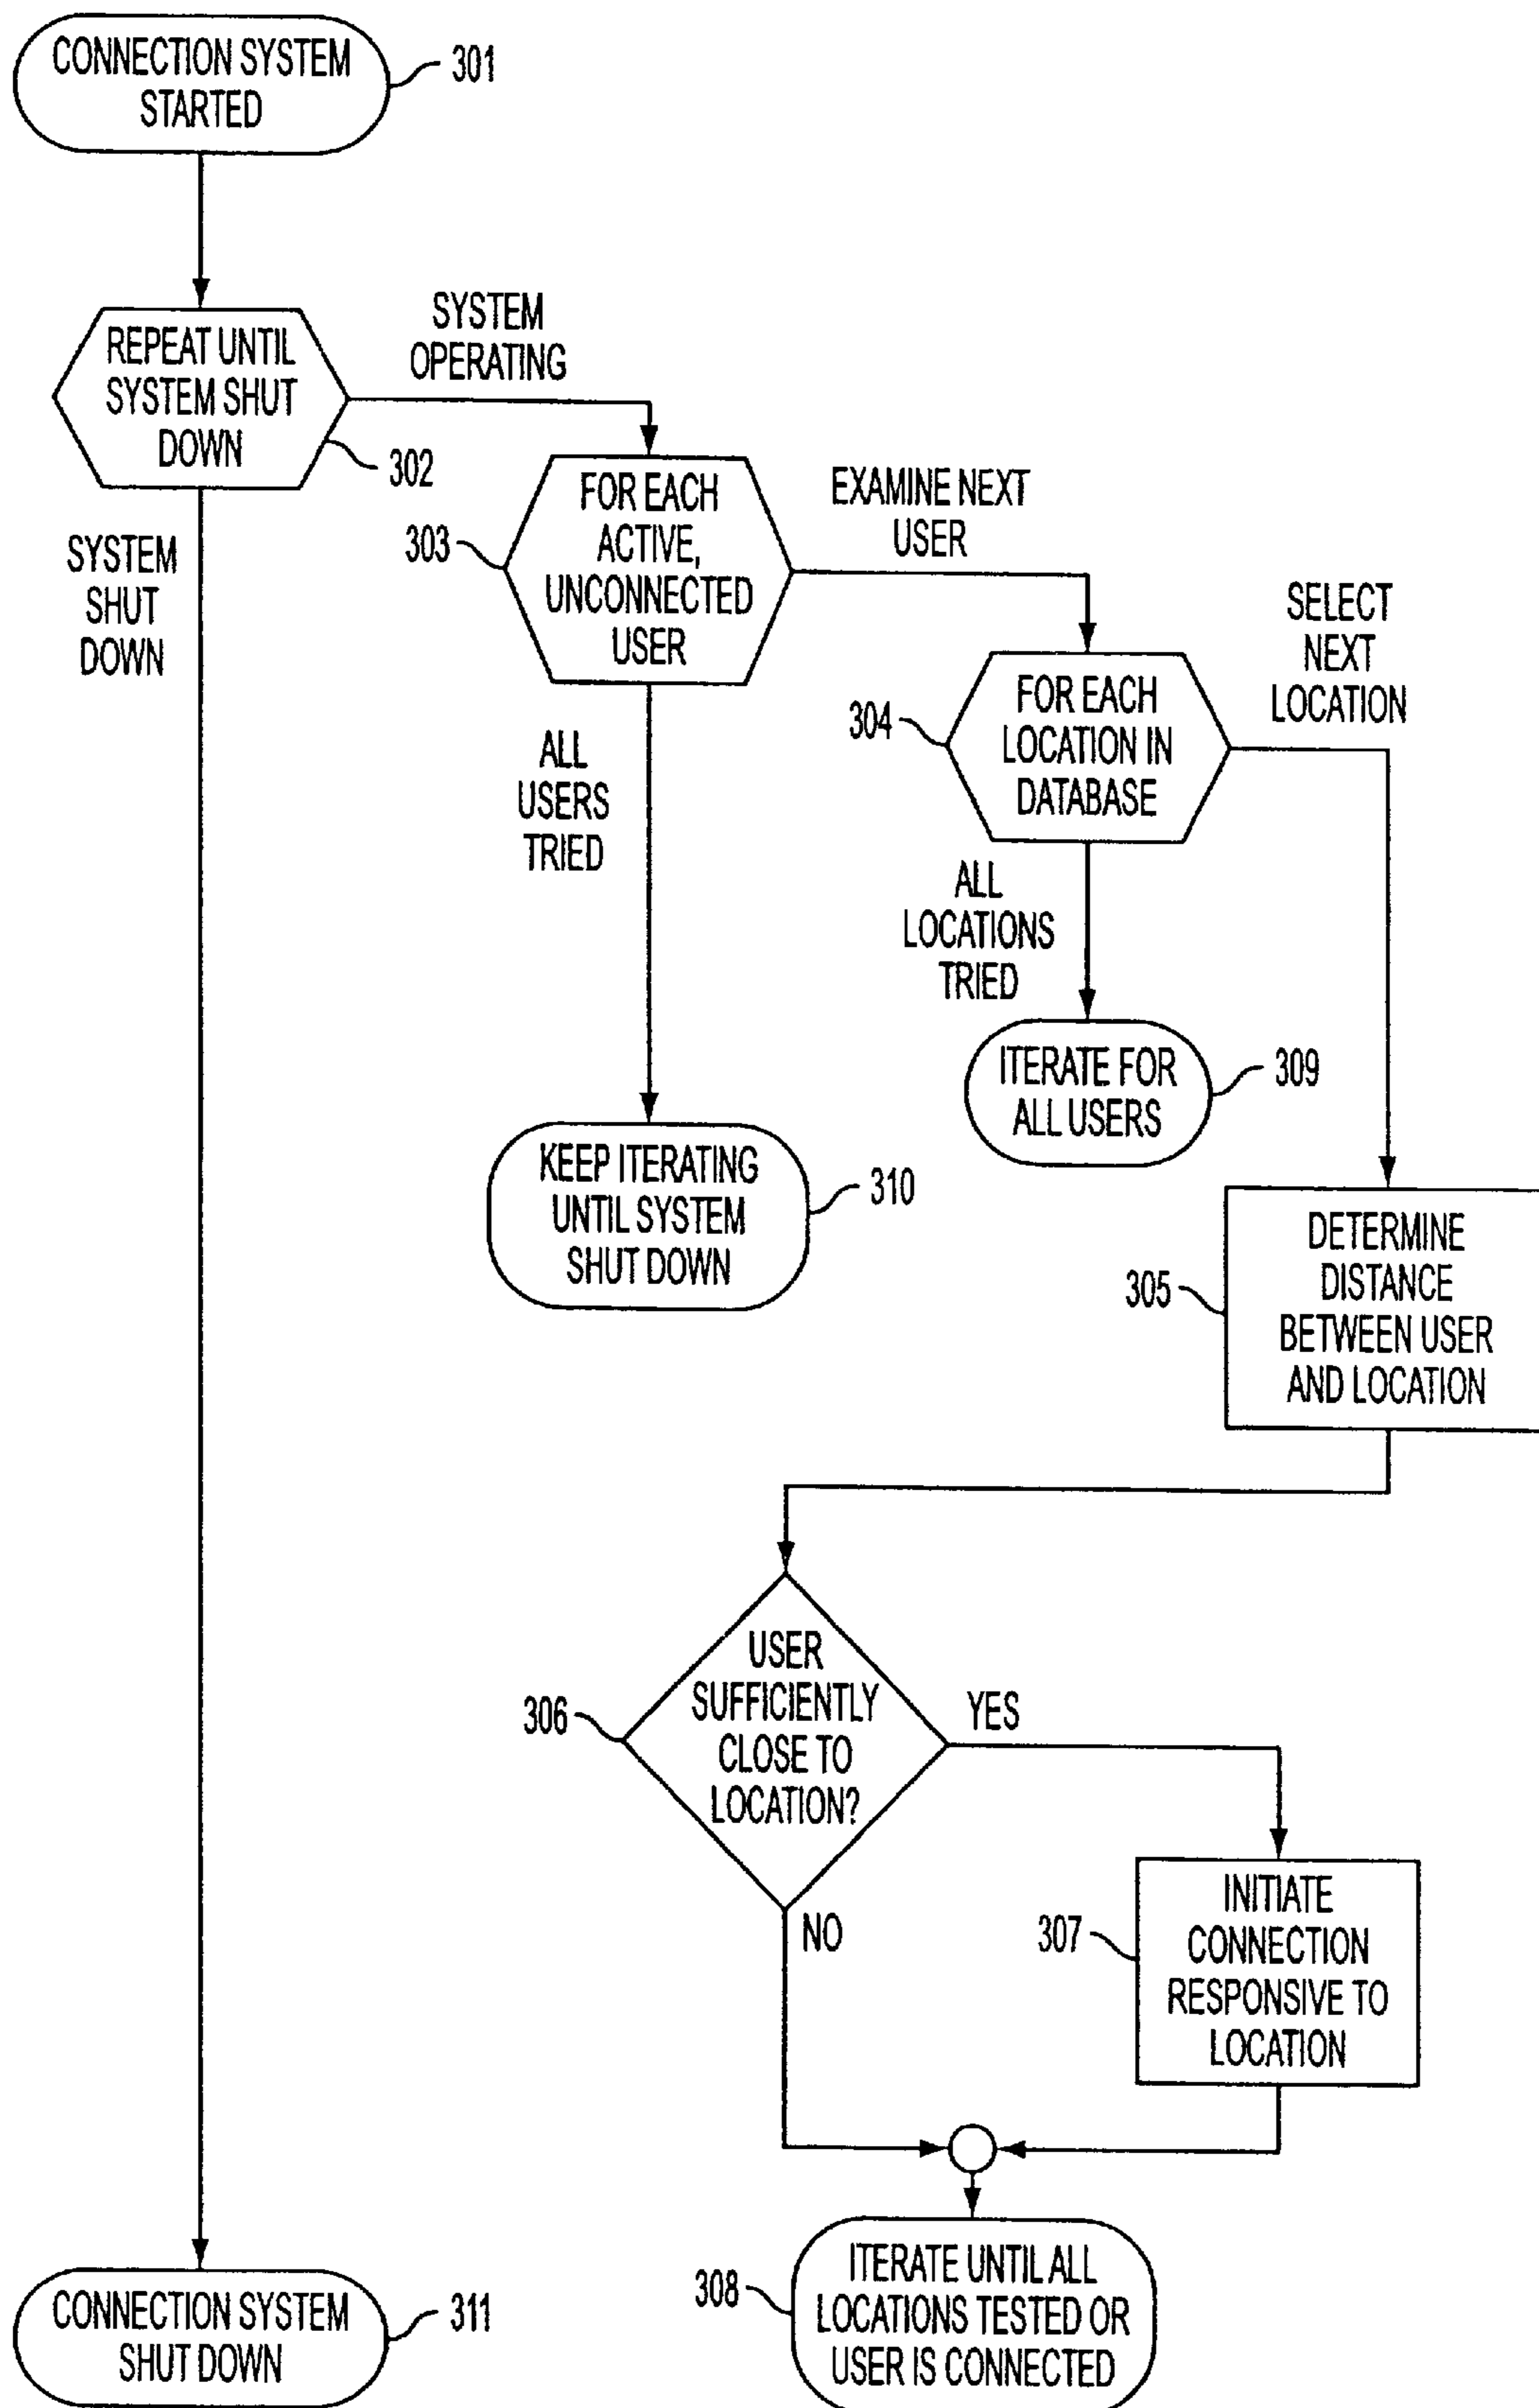 CONNECTION SYSTEM
STARTED
301
REPEAT UNTIL
SYSTEM SHUT
DOWN
302
SYSTEM
OPERATING
SYSTEM
SHUT
DOWN
FOR EACH
ACTIVE,
UNCONNECTED
USER
303
EXAMINE NEXT
USER
ALL
USERS
TRIED
FOR EACH
LOCATION IN
DATABASE
304
SELECT
NEXT
LOCATION
ALL
LOCATIONS
TRIED
ITERATE FOR
ALL USERS
309
KEEP ITERATING
UNTIL SYSTEM
SHUT DOWN
310
DETERMINE
DISTANCE
BETWEEN USER
AND LOCATION
305
USER
SUFFICIENTLY
CLOSE TO
LOCATION?
306
YES
NO
INITIATE
CONNECTION
RESPONSIVE TO
LOCATION
307
ITERATE UNTIL ALL
LOCATIONS TESTED OR
USER IS CONNECTED
308
CONNECTION SYSTEM
SHUT DOWN
311